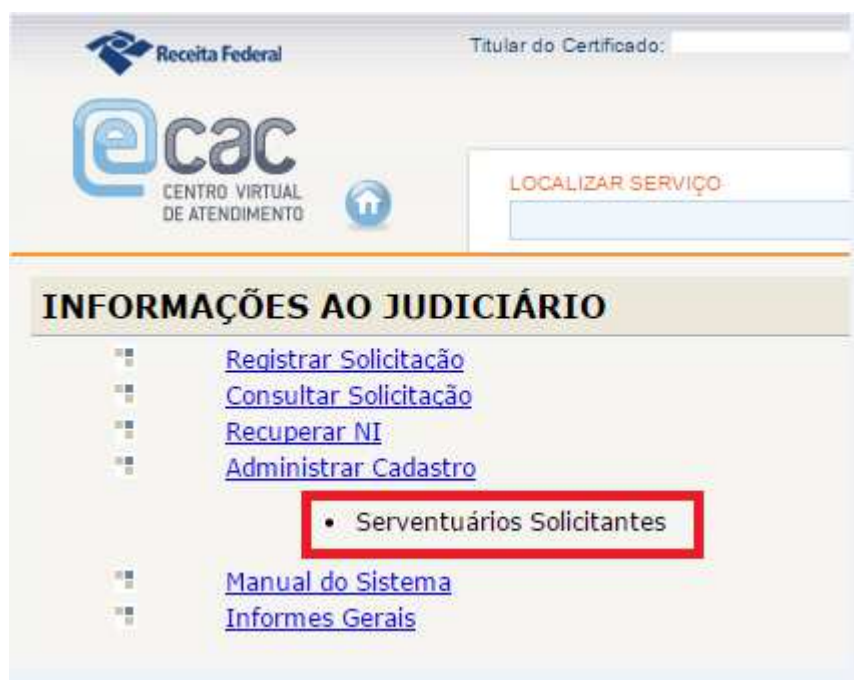 Receita Federal
Titular do Certificado:
ecac
CENTRO VIRTUAL
DE ATENDIMENTO
LOCALIZAR SERVIÇO
INFORMAÇÕES AO JUDICIÁRIO
Registrar Solicitação
Consultar Solicitação
Recuperar NI
Administrar Cadastro
• Serventuários Solicitantes
Manual do Sistema
Informes Gerais